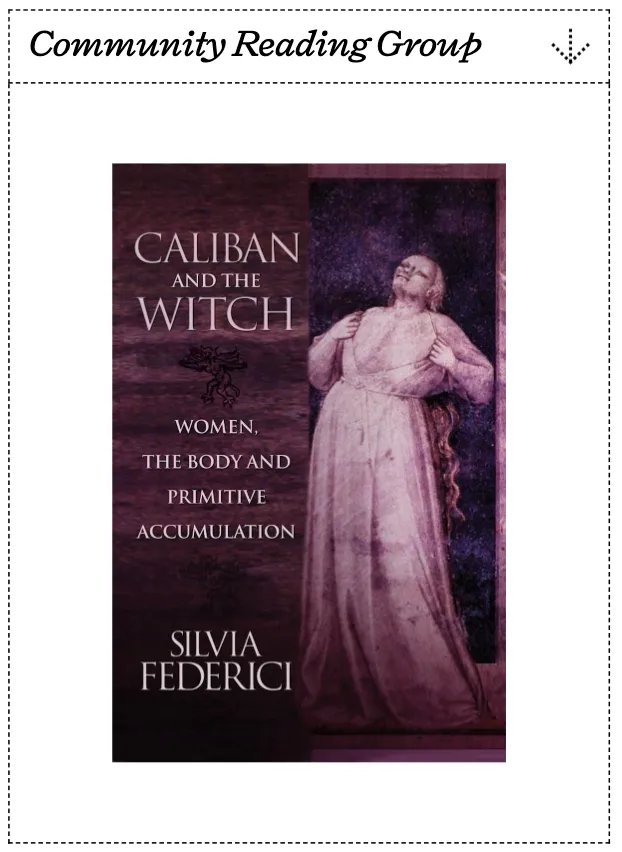 Community Reading Group
CALIBAN
AND THE
WITCH
WOMEN,
THE BODY AND
PRIMITIVE
ACCUMULATION
SILVIA
FEDERICI